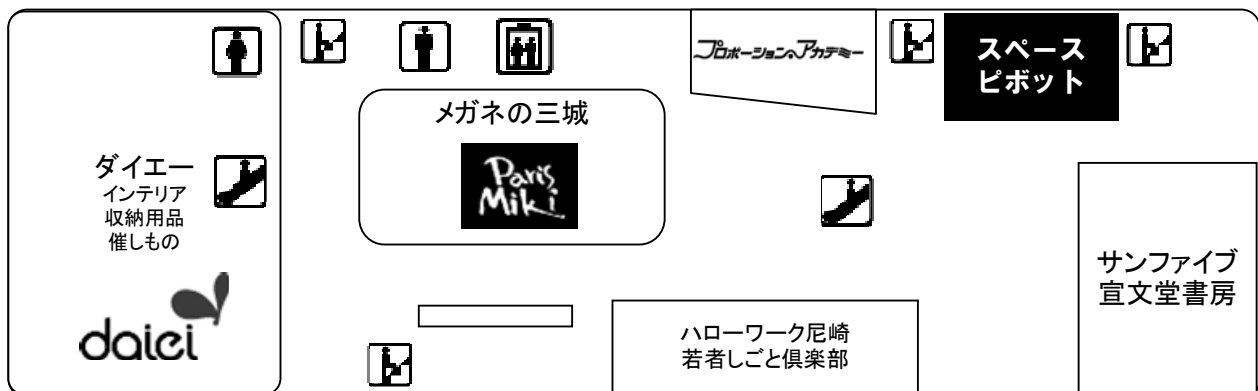 ダイエー
インテリア
収納用品
催しもの
daiei
メガネの三城
Paris
Miki
プロポーションアカデミー
スペース
ピボット
ハローワーク尼崎
若者しごと倶楽部
サンファイブ
宣文堂書房